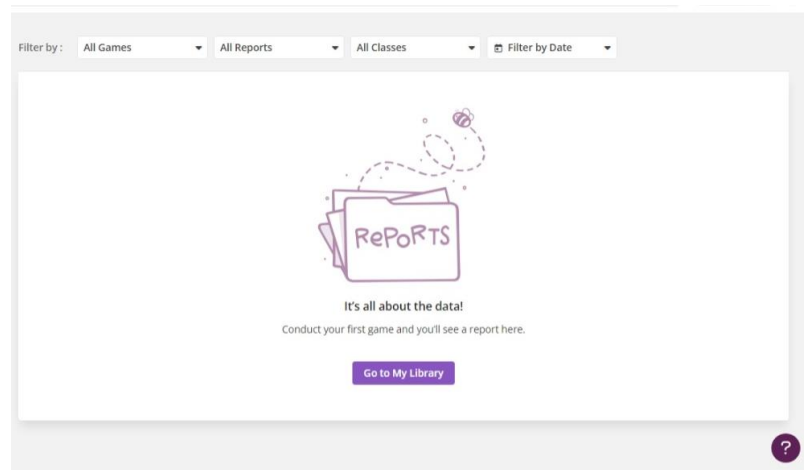 Filter by : All Games All Reports All Classes Filter by Date
RePoRTS
It's all about the data!
Conduct your first game and you'll see a report here.
Go to My Library
?